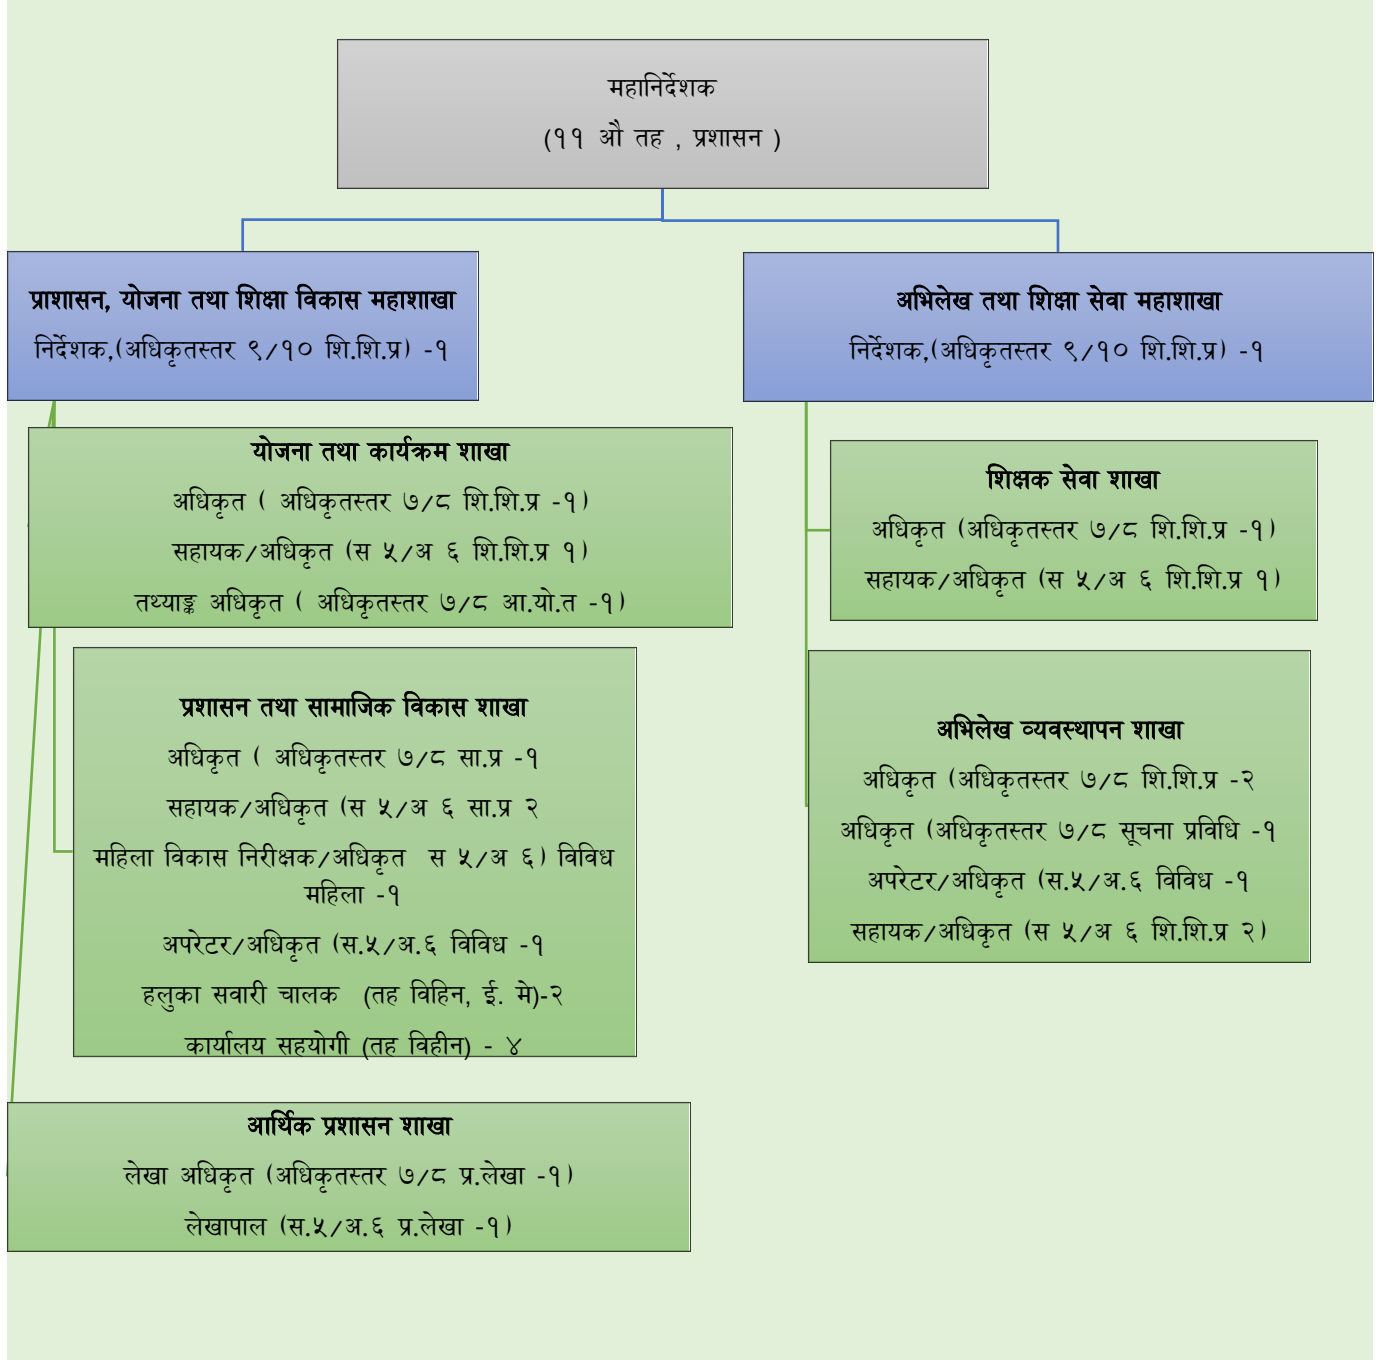 महानिर्देशक
(११ औ तह , प्रशासन )
प्राशासन, योजना तथा शिक्षा विकास महाशाखा
निर्देशक,(अधिकृतस्तर ९/१० शि.शि.प्र) -१
योजना तथा कार्यक्रम शाखा
अधिकृत ( अधिकृतस्तर ७/८ शि.शि.प्र -१)
सहायक/अधिकृत (स ५/अ ६ शि.शि.प्र १)
तथ्याङ्क अधिकृत ( अधिकृतस्तर ७/८ आ.यो.त -१)
प्रशासन तथा सामाजिक विकास शाखा
अधिकृत ( अधिकृतस्तर ७/८ सा.प्र -१
सहायक/अधिकृत (स ५/अ ६ सा.प्र २
महिला विकास निरीक्षक/अधिकृत स ५/अ ६) विविध
महिला -१
अपरेटर/अधिकृत (स.५/अ.६ विविध -१
हलुका सवारी चालक (तह विहिन, ई. मे)-२
कार्यालय सहयोगी (तह विहीन) - ४
आर्थिक प्रशासन शाखा
लेखा अधिकृत (अधिकृतस्तर ७/८ प्र.लेखा -१)
लेखापाल (स.५/अ.६ प्र.लेखा -१)
अभिलेख तथा शिक्षा सेवा महाशाखा
निर्देशक,(अधिकृतस्तर ९/१० शि.शि.प्र) -१
शिक्षक सेवा शाखा
अधिकृत (अधिकृतस्तर ७/८ शि.शि.प्र -१)
सहायक/अधिकृत (स ५/अ ६ शि.शि.प्र १)
अभिलेख व्यवस्थापन शाखा
अधिकृत (अधिकृतस्तर ७/८ शि.शि.प्र -२
अधिकृत (अधिकृतस्तर ७/८ सूचना प्रविधि -१
अपरेटर/अधिकृत (स.५/अ.६ विविध -१
सहायक/अधिकृत (स ५/अ ६ शि.शि.प्र २)